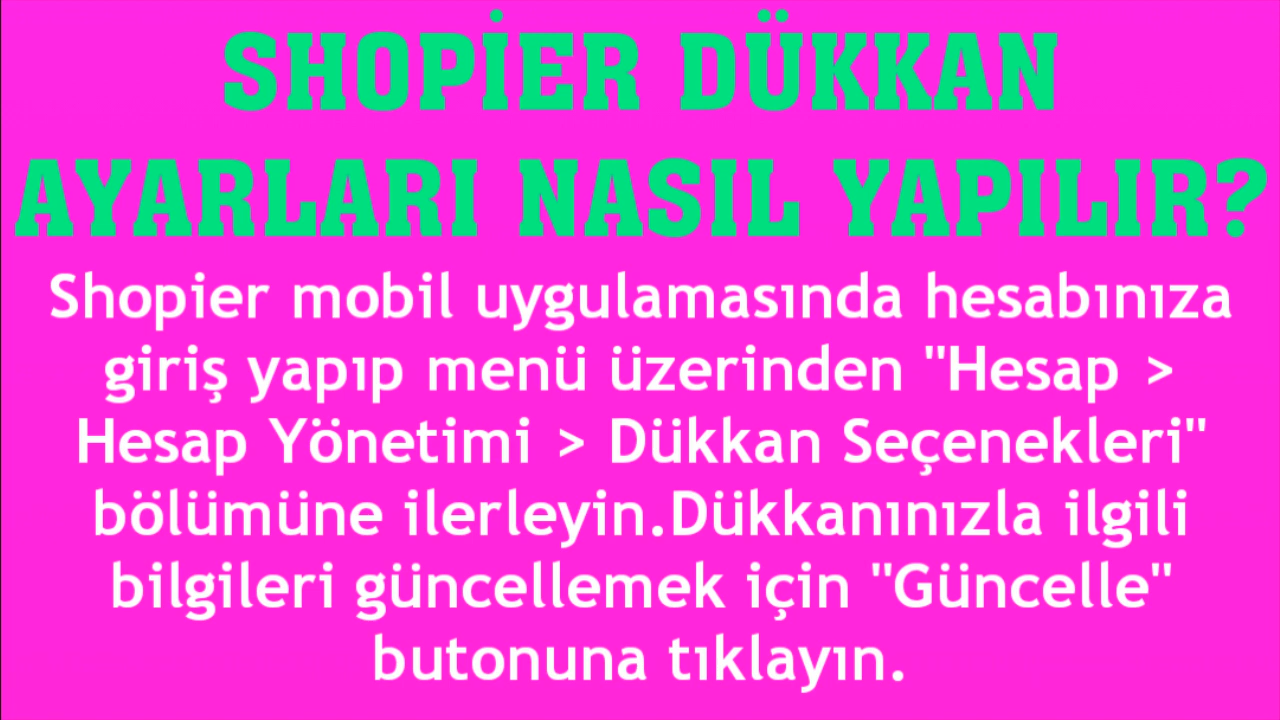 SHOPİER DÜKKAN
AYARLARI NASIL YAPILIR?
Shopier mobil uygulamasında hesabınıza
giriş yapıp menü üzerinden "Hesap >
Hesap Yönetimi > Dükkan Seçenekleri"
bölümüne ilerleyin.Dükkanınızla ilgili
bilgileri güncellemek için "Güncelle"
butonuna tıklayın.